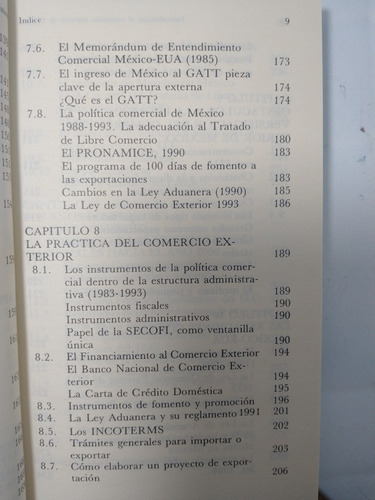 Indice 9
7.6. El Memorándum de Entendimiento
Comercial México-EUA (1985) 173
7.7. El ingreso de México al GATT pieza
clave de la apertura externa 174
¿Qué es el GATT? 174
7.8. La política comercial de México
1988-1993. La adecuación al Tratado
de Libre Comercio 180
El PRONAMICE, 1990 183
El programa de 100 días de fomento a
las exportaciones 183
Cambios en la Ley Aduanera (1990) 185
La Ley de Comercio Exterior 1993 186
CAPITULO 8
LA PRACTICA DEL COMERCIO EX-
TERIOR 189
8.1. Los instrumentos de la política comer-
cial dentro de la estructura administra-
tiva (1983-1993) 189
Instrumentos fiscales 190
Instrumentos administrativos 190
Papel de la SECOFI, como ventanilla
única 190
8.2. El Financiamiento al Comercio Exterior 194
El Banco Nacional de Comercio Ex-
terior 194
La Carta de Crédito Doméstica 195
8.3. Instrumentos de fomento y promoción 196
8.4. La Ley Aduanera y su reglamento 1991 201
8.5. Los INCOTERMS 202
8.6. Trámites generales para importar o
exportar 203
8.7. Cómo elaborar un proyecto de expor-
tación 206